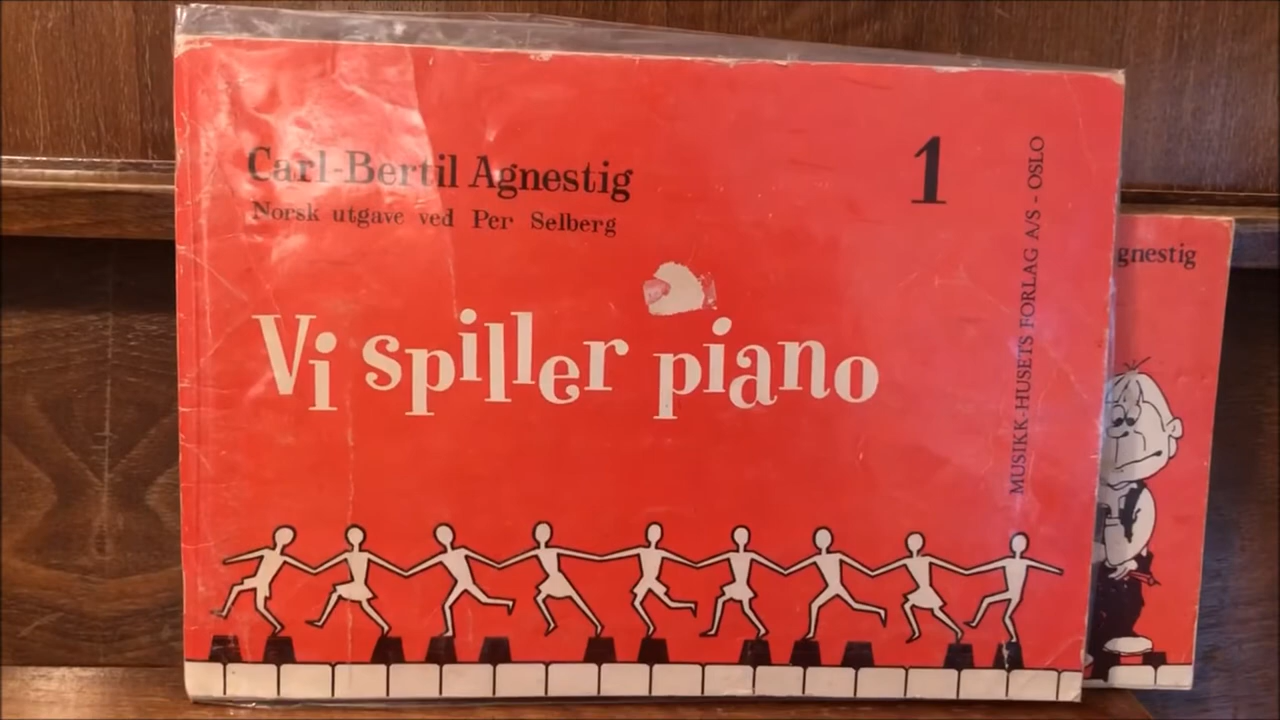 Carl-Bertil Agnestig
Norsk utgave ved Per Selberg
1
Vi spiller piano
MUSIKK-HUSETS FORLAG A/S - OSLO
gnestig